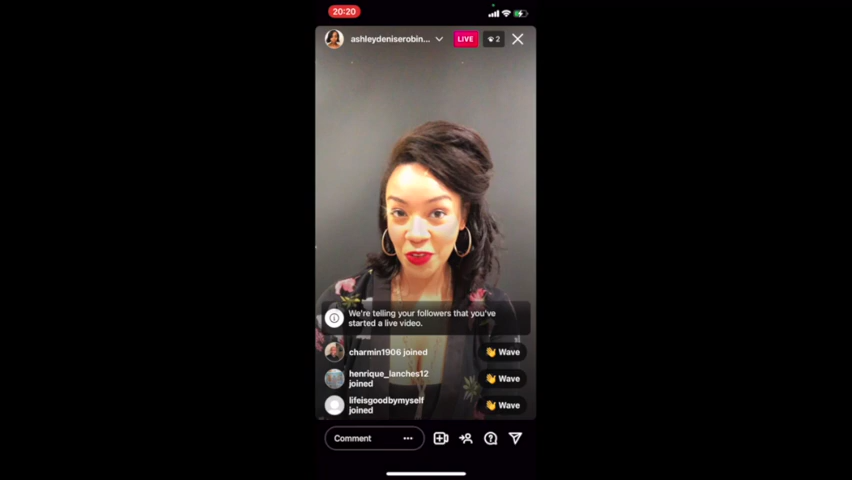 20:20
ashleydeniserobin...
LIVE
2
We're telling your followers that you've
started a live video.
charmin1906 joined
Wave
henrique_lanches12
joined
Wave
lifeisgoodbymyself
joined
Wave
Comment